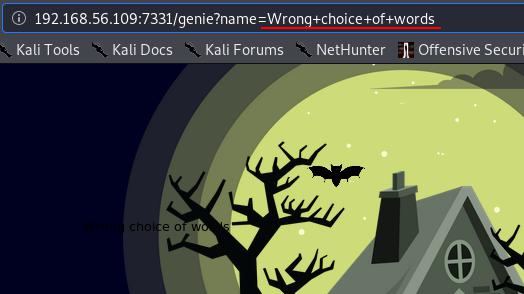 192.168.56.109:7331/genie?name=Wrong+choice+of+words
Kali Tools Kali Docs Kali Forums NetHunter Offensive Securi
Wrong choice of words